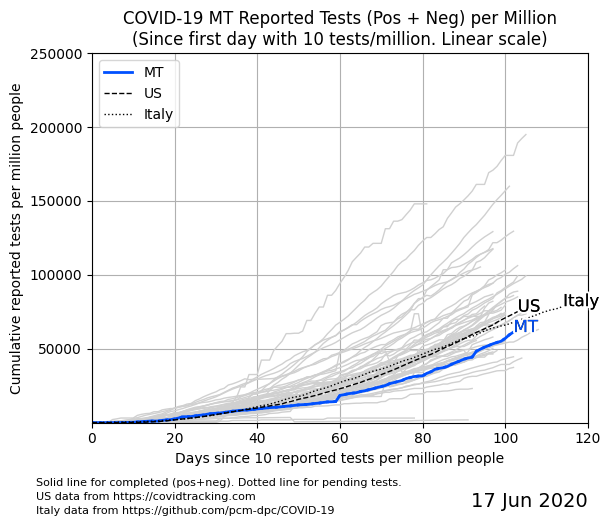 COVID-19 MT Reported Tests (Pos + Neg) per Million
(Since first day with 10 tests/million. Linear scale)
Cumulative reported tests per million people
250000
200000
150000
100000
50000
MT
US
Italy
US
Italy
MT
0
20
40
60
80
100
120
Days since 10 reported tests per million people
Solid line for completed (pos+neg). Dotted line for pending tests.
US data from https://covidtracking.com
Italy data from https://github.com/pcm-dpc/COVID-19
17 Jun 2020